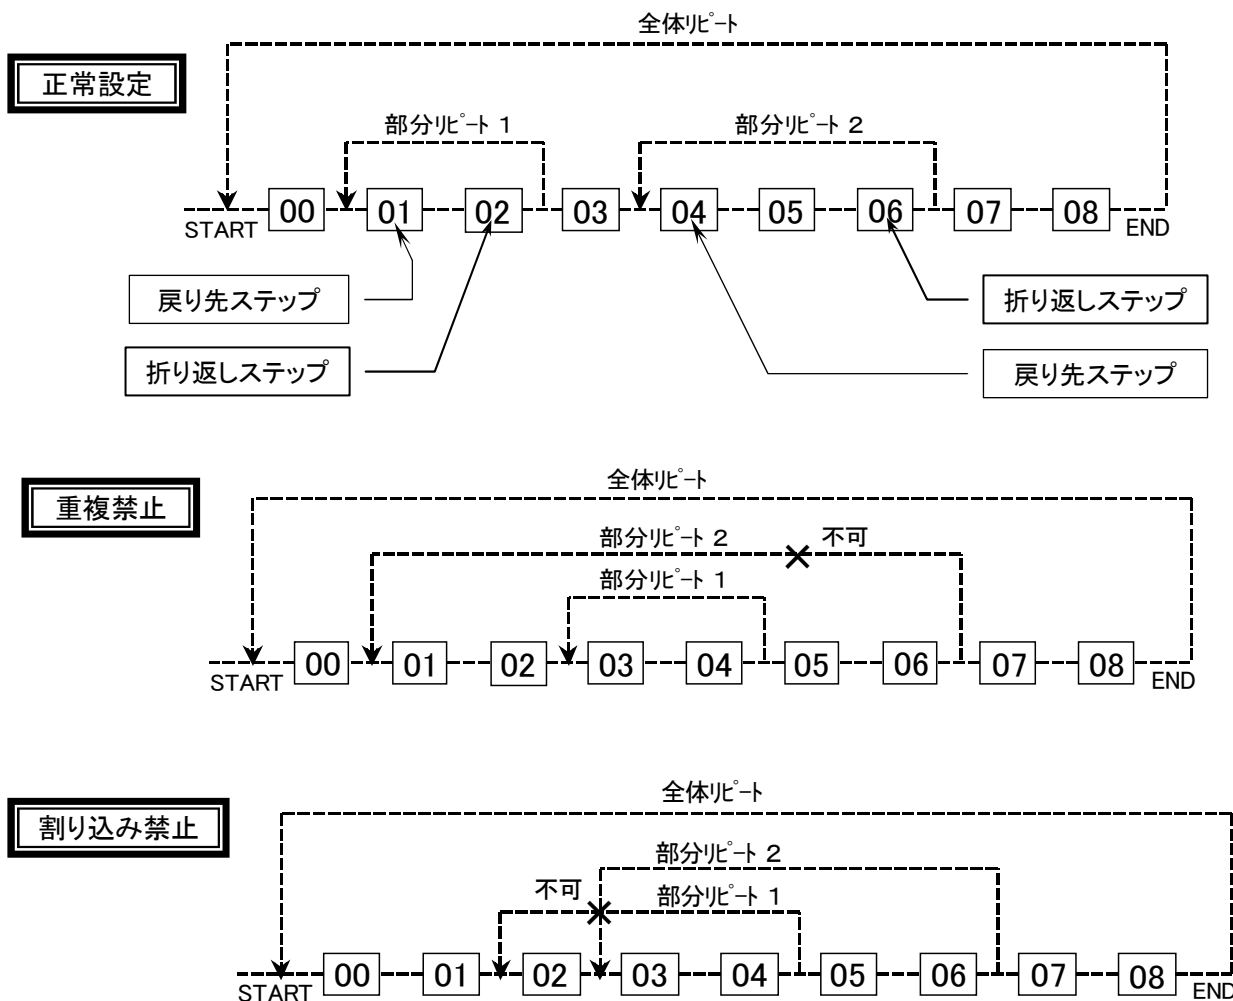 全体リピート
正常設定
部分リピート 1 部分リピート 2
00 01 02 03 04 05 06 07 08
START END
戻り先ステップ 折り返しステップ
折り返しステップ 戻り先ステップ
全体リピート
重複禁止
部分リピート 2 不可
部分リピート 1
00 01 02 03 04 05 06 07 08
START END
全体リピート
割り込み禁止
部分リピート 2
不可 部分リピート 1
00 01 02 03 04 05 06 07 08
START END